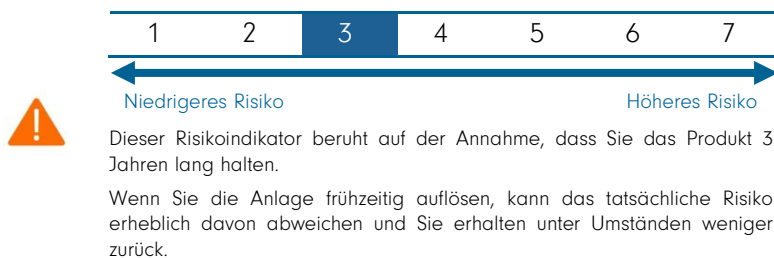 1 2 3 4 5 6 7
Niedrigeres Risiko Höheres Risiko
Dieser Risikoindikator beruht auf der Annahme, dass Sie das Produkt 3
Jahren lang halten.
Wenn Sie die Anlage frühzeitig auflösen, kann das tatsächliche Risiko
erheblich davon abweichen und Sie erhalten unter Umständen weniger
zurück.